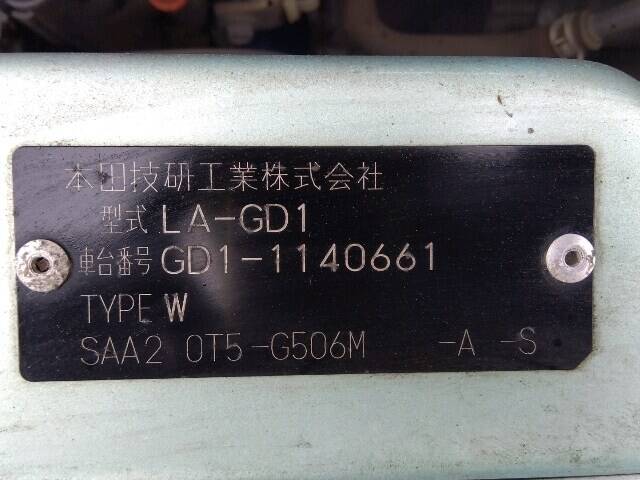 本田技研工業株式会社
型式 LA-GD1
車台番号 GD1-1140661
TYPE W
SAA2 0T5-G506M -A -S